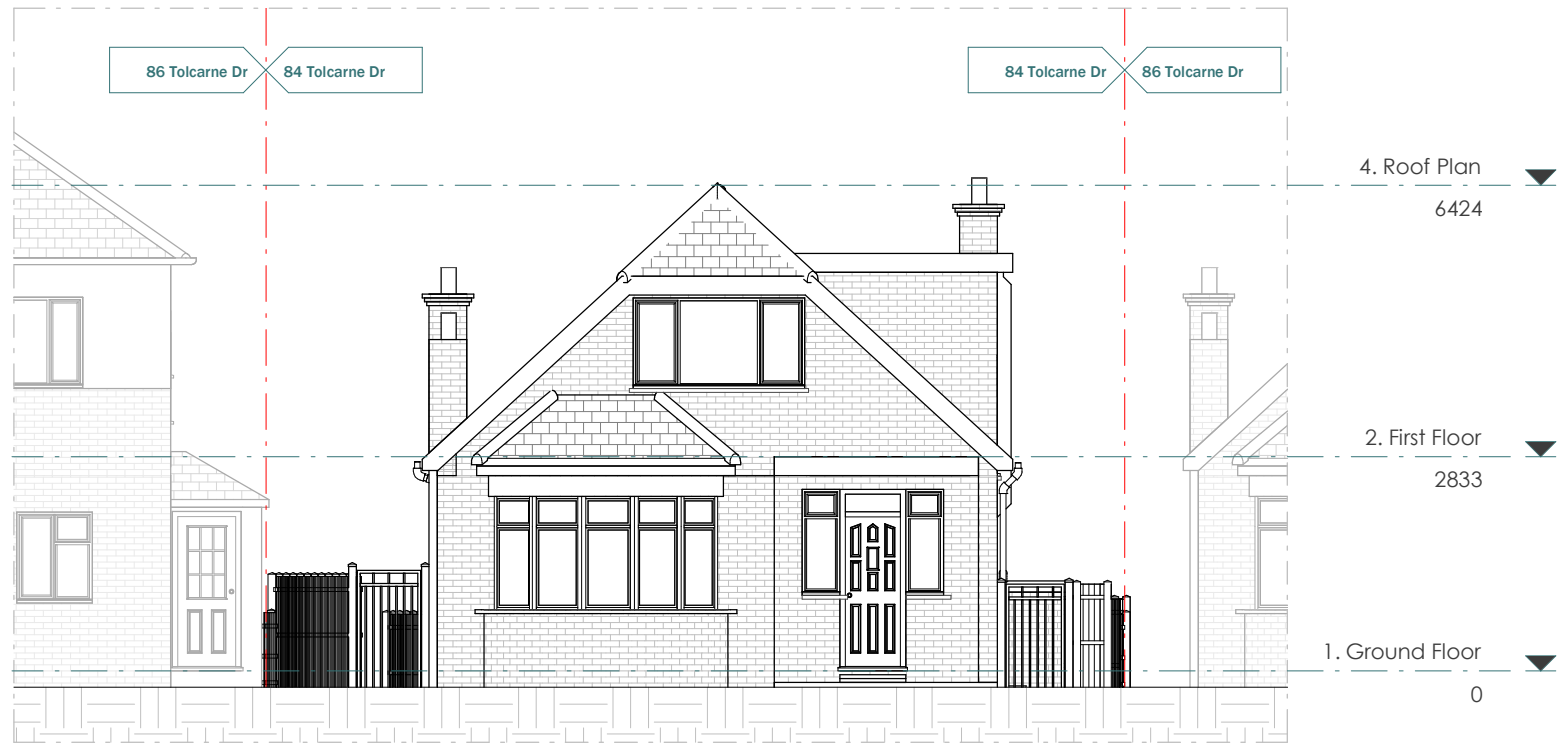 86 Tolcarne Dr 84 Tolcarne Dr
84 Tolcarne Dr 86 Tolcarne Dr
4. Roof Plan
6424
2. First Floor
2833
1. Ground Floor
0